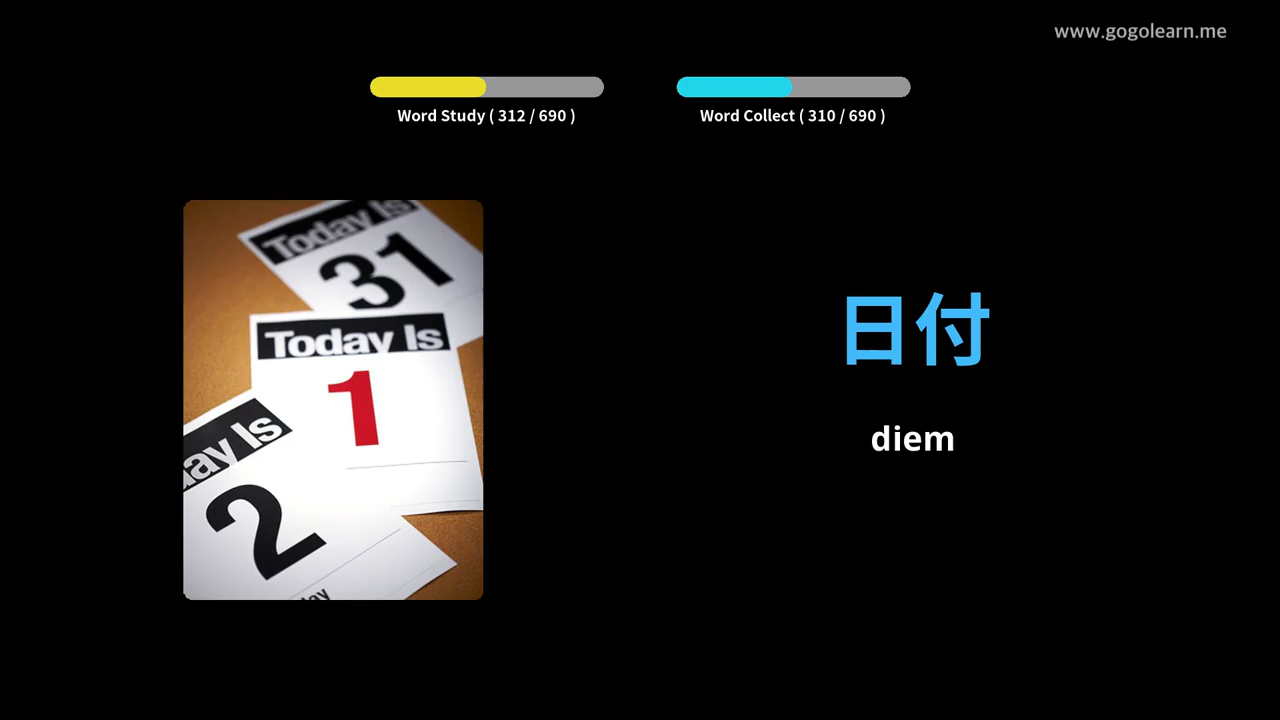 www.gogolearn.me
Word Study ( 312 / 690 )
Word Collect ( 310 / 690 )
Today Is
31
Today Is
1
ay Is
2
日付
diem